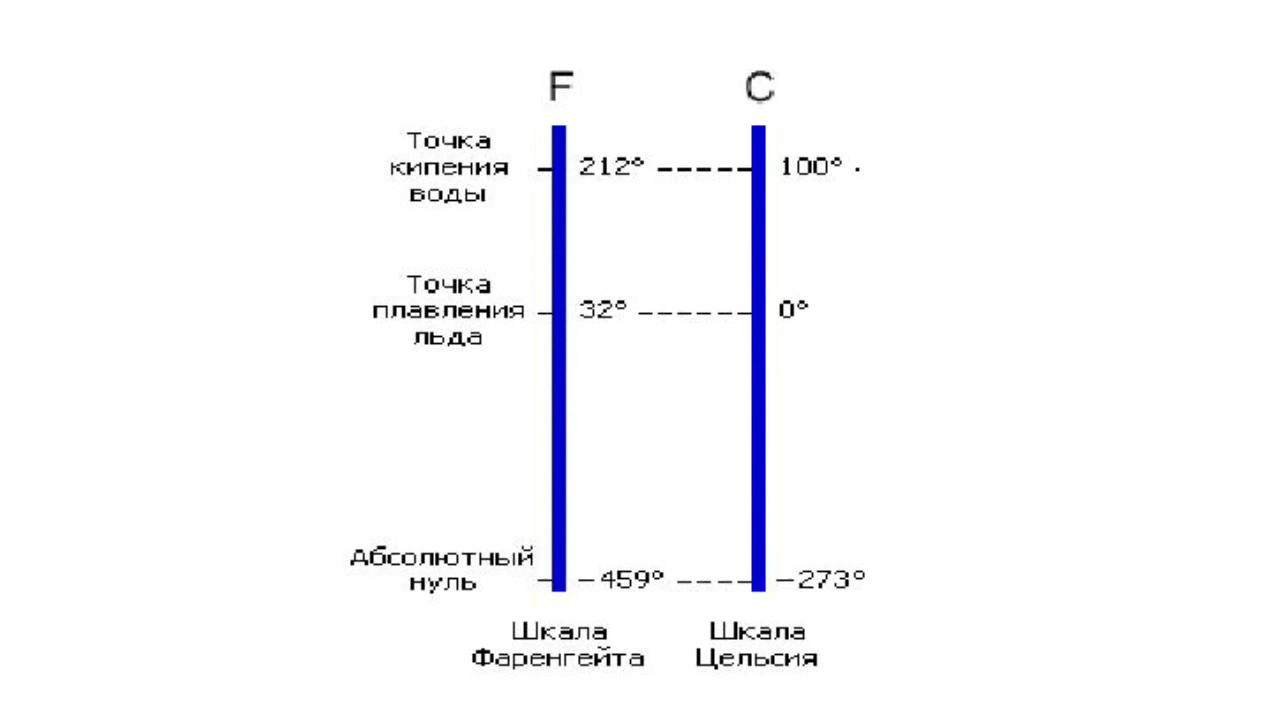 F C
Точка
кипения
воды
212° 100°
Точка
плавления
льда
32° 0°
Абсолютный
нуль
-459° -273°
Шкала
Фаренгейта
Шкала
Цельсия